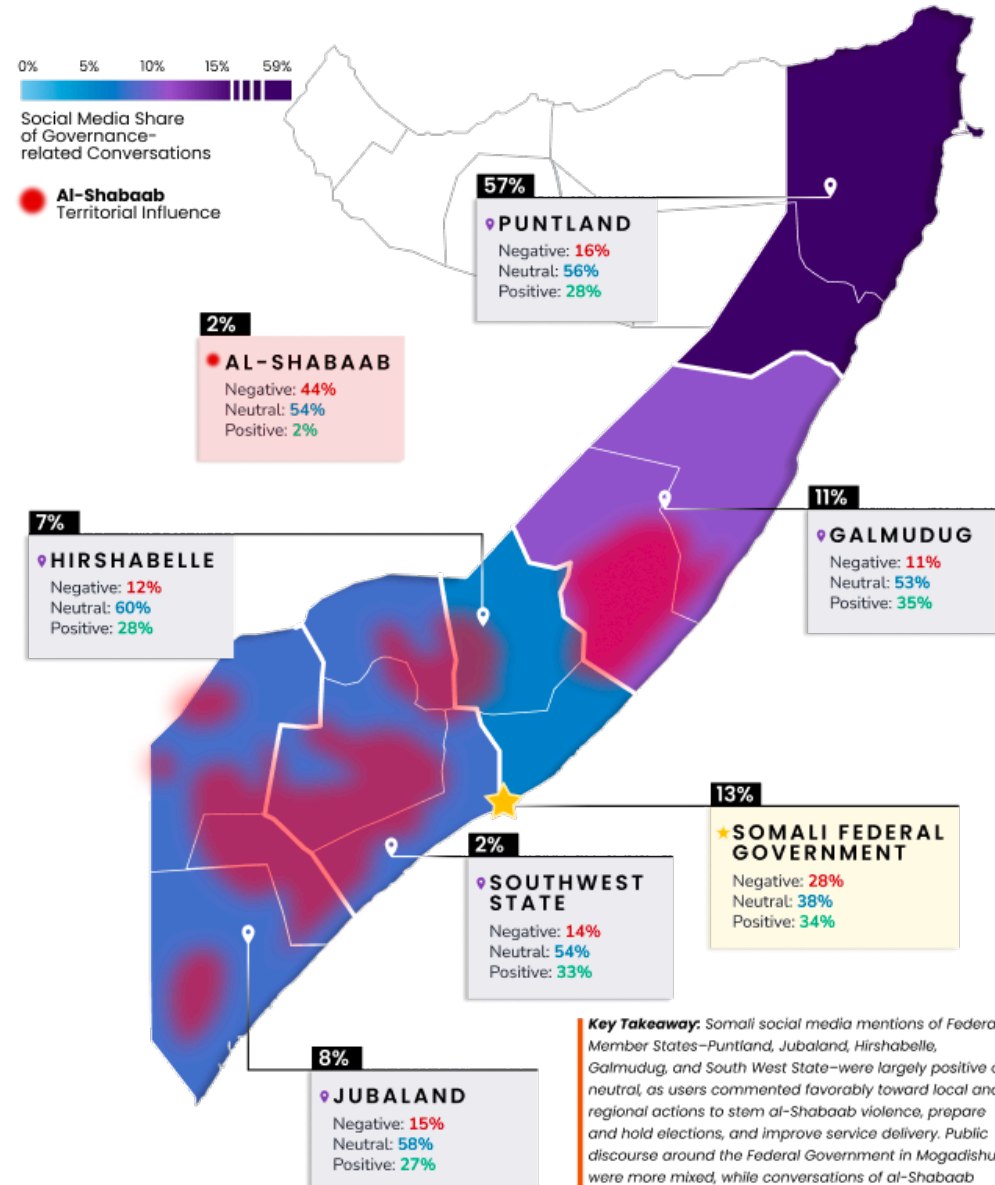 0% 5% 10% 15% 59%
Social Media Share
of Governance-
related Conversations
Al-Shabaab
Territorial Influence
57%
PUNTLAND
Negative: 16%
Neutral: 56%
Positive: 28%
2%
AL-SHABAAB
Negative: 44%
Neutral: 54%
Positive: 2%
11%
GALMUDUG
Negative: 11%
Neutral: 53%
Positive: 35%
7%
HIRSHABELLE
Negative: 12%
Neutral: 60%
Positive: 28%
13%
SOMALI FEDERAL
GOVERNMENT
Negative: 28%
Neutral: 38%
Positive: 34%
2%
SOUTHWEST
STATE
Negative: 14%
Neutral: 54%
Positive: 33%
8%
JUBALAND
Negative: 15%
Neutral: 58%
Positive: 27%
Key Takeaway: Somali social media mentions of Federa
Member States–Puntland, Jubaland, Hirshabelle,
Galmudug, and South West State–were largely positive
neutral, as users commented favorably toward local and
regional actions to stem al-Shabaab violence, prepare
and hold elections, and improve service delivery. Public
discourse around the Federal Government in Mogadishu
were more mixed, while conversations of al-Shabaab